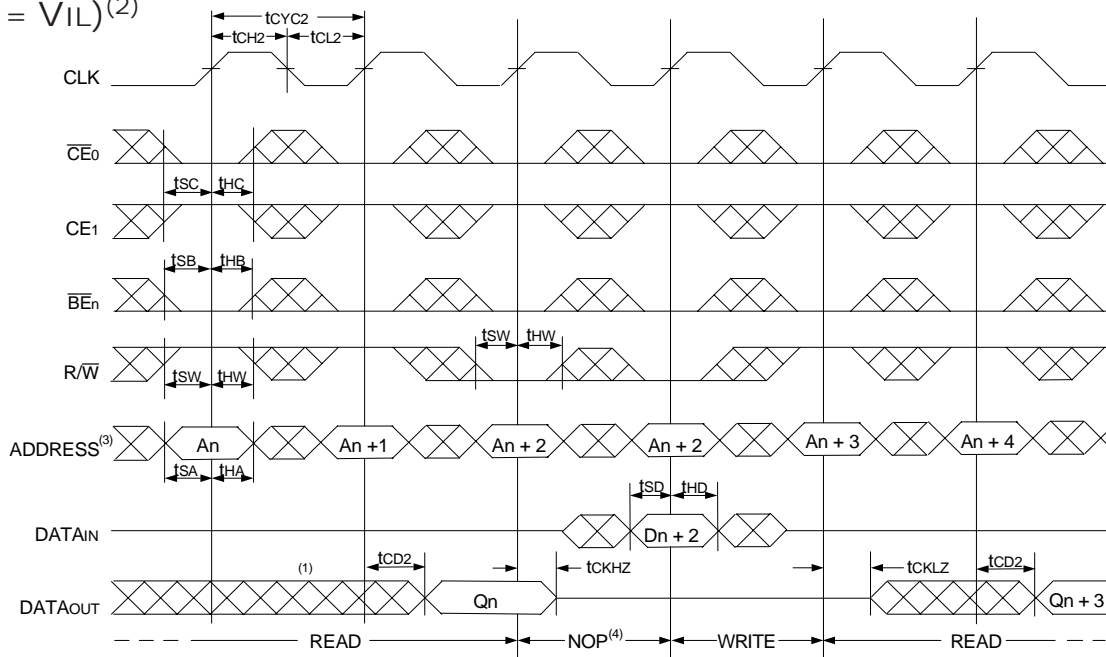 = VIL)(2)
tCYC2
tCH2 tCL2
CLK
CE0
tSC tHC
CE1
tSB tHB
BEn
tSW tHW
R/W
tSW tHW
ADDRESS(3) An An +1 An + 2 An + 2 An + 3 An + 4
tSA tHA
tSD tHD
DATAIN Dn + 2
tCD2 tCKHZ tCKLZ tCD2
(1)
DATAOUT Qn Qn + 3
READ NOP(4) WRITE READ